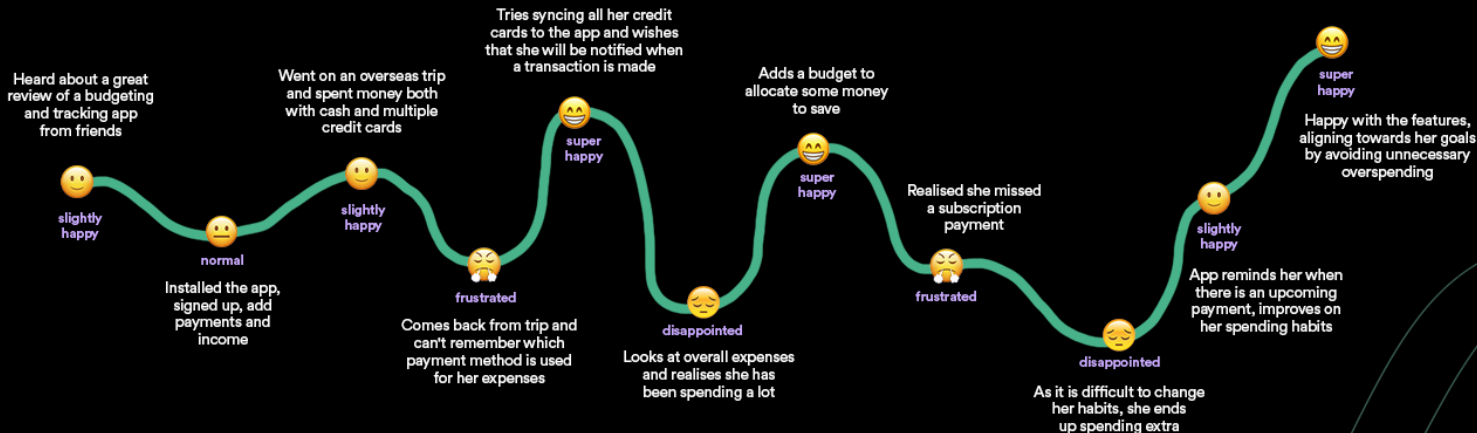 Heard about a great
review of a budgeting
and tracking app
from friends
slightly
happy
normal
Installed the app,
signed up, add
payments and
income
Went on an overseas trip
and spent money both
with cash and multiple
credit cards
slightly
happy
frustrated
Comes back from trip and
can't remember which
payment method is used
for her expenses
Tries syncing all her credit
cards to the app and wishes
that she will be notified when
a transaction is made
super
happy
disappointed
Looks at overall expenses
and realises she has
been spending a lot
Adds a budget to
allocate some money
to save
super
happy
Realised she missed
a subscription
payment
frustrated
disappointed
As it is difficult to change
her habits, she ends
up spending extra
slightly
happy
App reminds her when
there is an upcoming
payment, improves on
her spending habits
super
happy
Happy with the features,
aligning towards her goals
by avoiding unnecessary
overspending